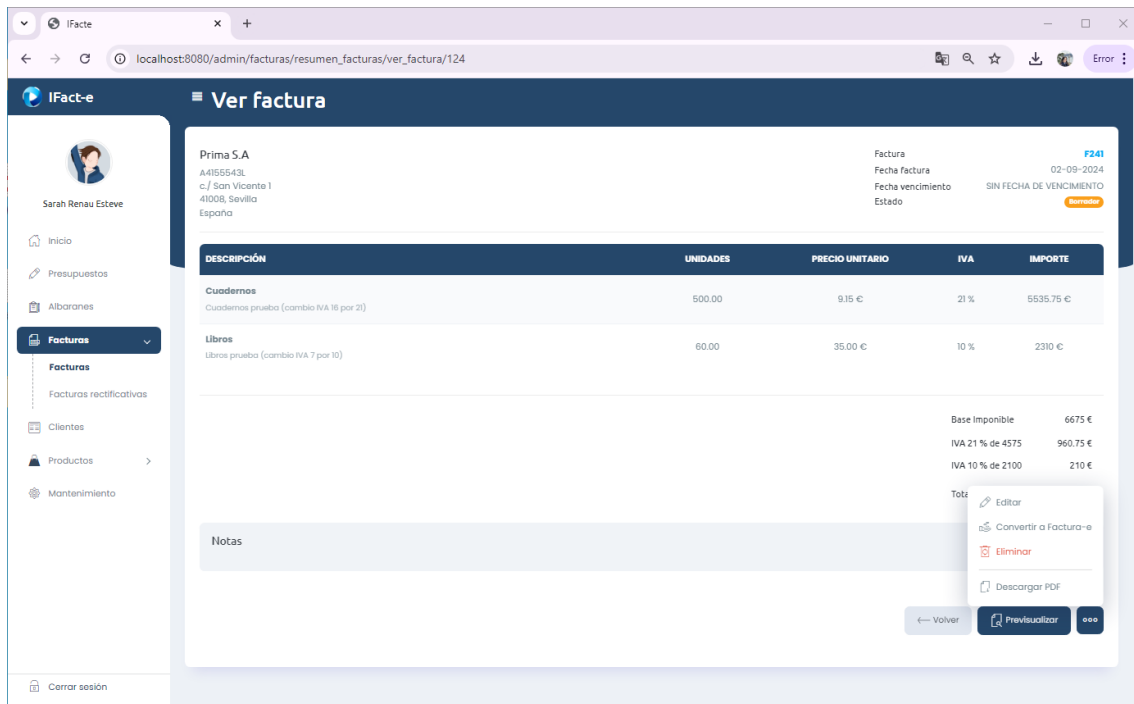 IFacte
localhost:8080/admin/facturas/resumen_facturas/ver_factura/124
Error
IFact-e
Ver factura
Sarah Renau Esteve
Inicio
Presupuestos
Albaranes
Facturas
Facturas
Facturas rectificativas
Clientes
Productos
Mantenimiento
Cerrar sesión
Prima S.A
A4155543L
c./ San Vicente 1
41008, Sevilla
España
Factura F241
Fecha factura 02-09-2024
Fecha vencimiento SIN FECHA DE VENCIMIENTO
Estado Borrador
DESCRIPCIÓN UNIDADES PRECIO UNITARIO IVA IMPORTE
Cuadernos
Cuadernos prueba (cambio IVA 16 por 21) 500.00 9.15 € 21 % 5535.75 €
Libros
Libros prueba (cambio IVA 7 por 10) 60.00 35.00 € 10 % 2310 €
Base Imponible 6675 €
IVA 21 % de 4575 960.75 €
IVA 10 % de 2100 210 €
Tota
Editar
Convertir a Factura-e
Eliminar
Descargar PDF
Notas
Volver
Previsualizar